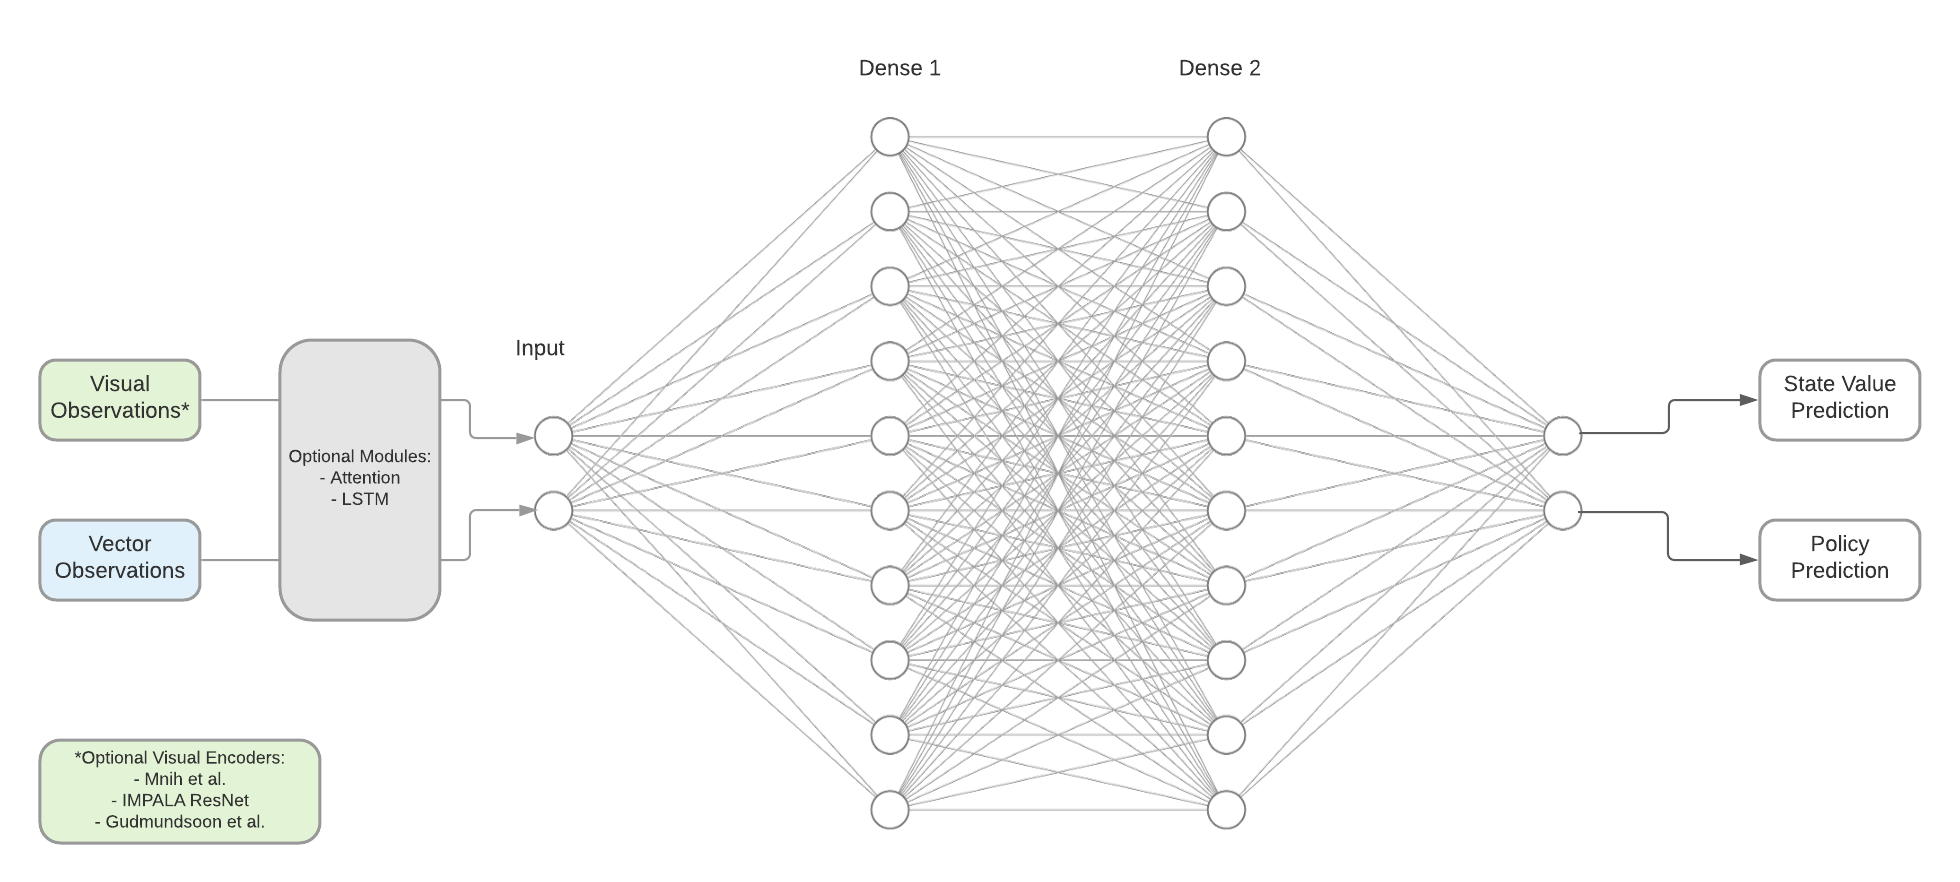 Dense 1
Dense 2
Input
Visual
Observations*
Vector
Observations
Optional Modules:
- Attention
- LSTM
State Value
Prediction
Policy
Prediction
*Optional Visual Encoders:
- Mnih et al.
- IMPALA ResNet
- Gudmundsoon et al.